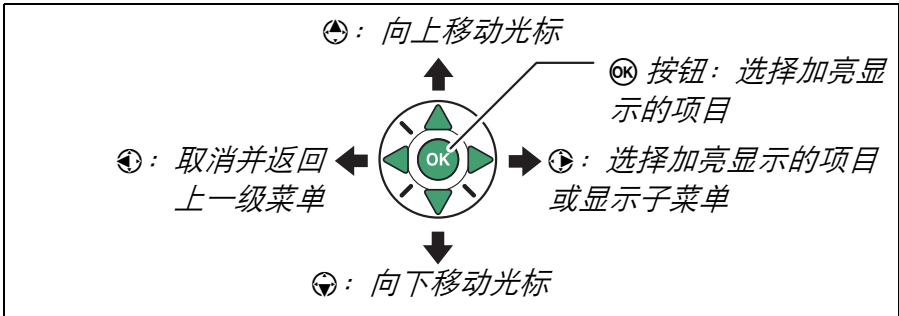 ：向上移动光标
OK 按钮：选择加亮显
示的项目
：取消并返回
上一级菜单
OK
：选择加亮显示的项目
或显示子菜单
：向下移动光标